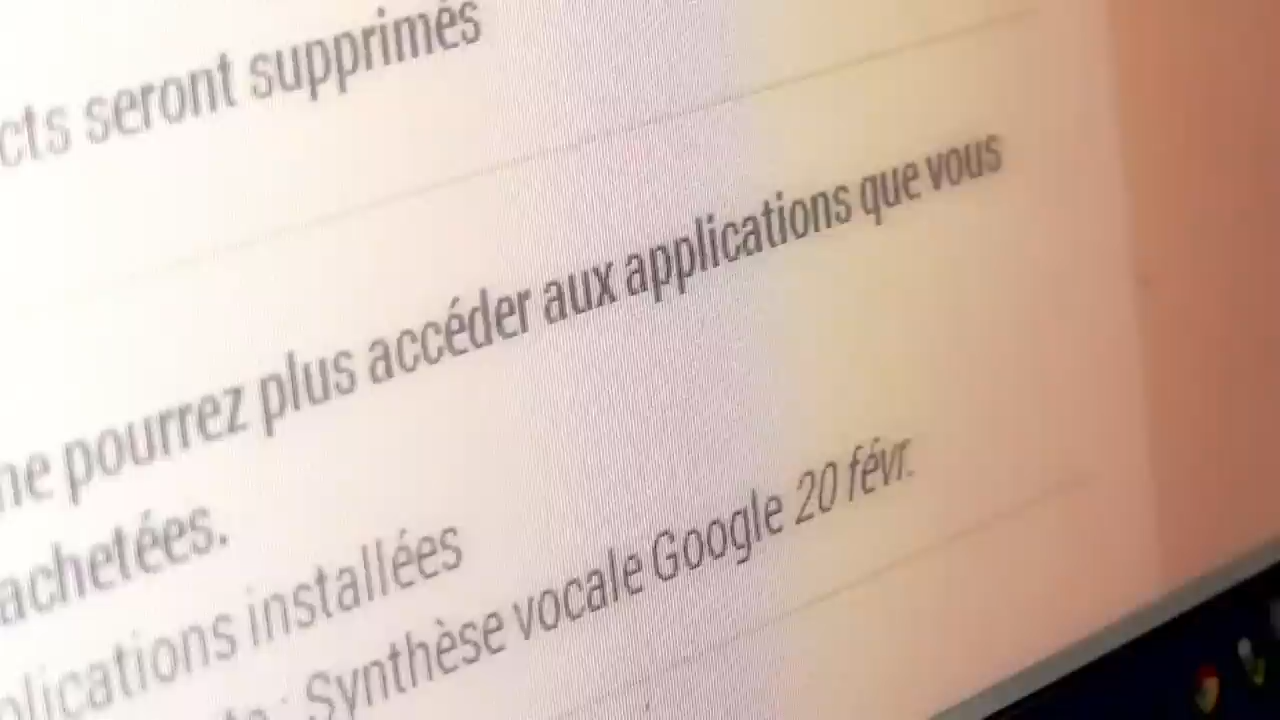 cts seront supprimés
ne pourrez plus accéder aux applications que vous
achetées.
plications installées
: Synthèse vocale Google 20 févr.